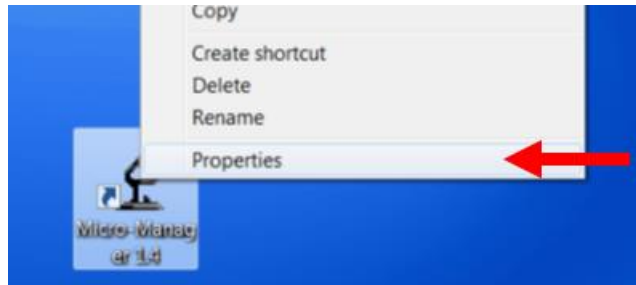 Copy
Create shortcut
Delete
Rename
Properties
Micro-Manag
er 1.4